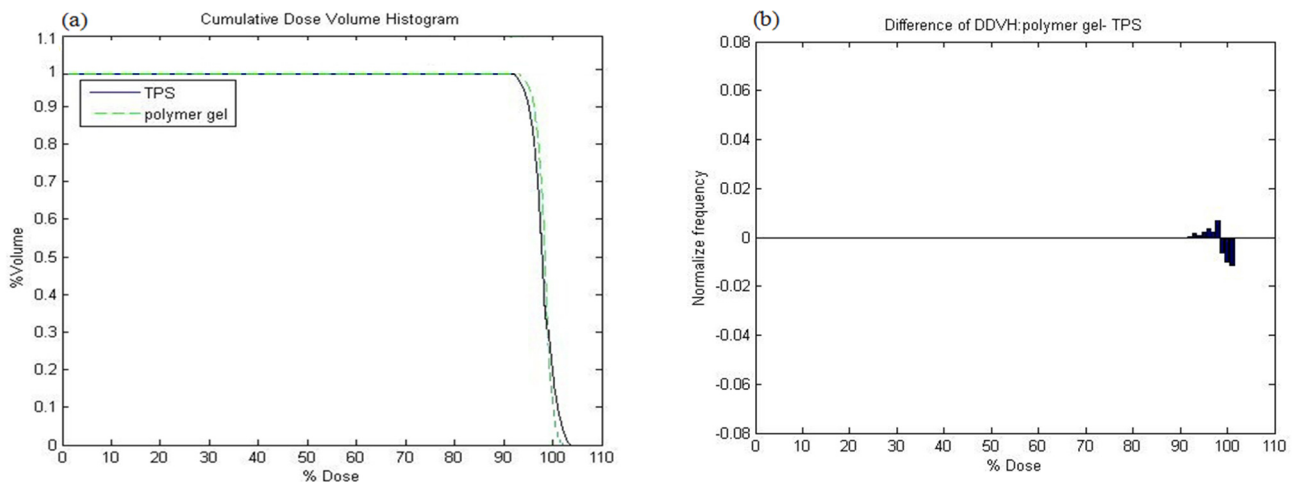 (a)
Cumulative Dose Volume Histogram
1.1
1
0.9
0.8
0.7
0.6
0.5
0.4
0.3
0.2
0.1
0
%Volume
TPS
polymer gel
0 10 20 30 40 50 60 70 80 90 100 110
% Dose
(b)
Difference of DDVH:polymer gel- TPS
0.08
0.06
0.04
0.02
0
-0.02
-0.04
-0.06
-0.08
Normalize frequency
0 10 20 30 40 50 60 70 80 90 100 110
% Dose